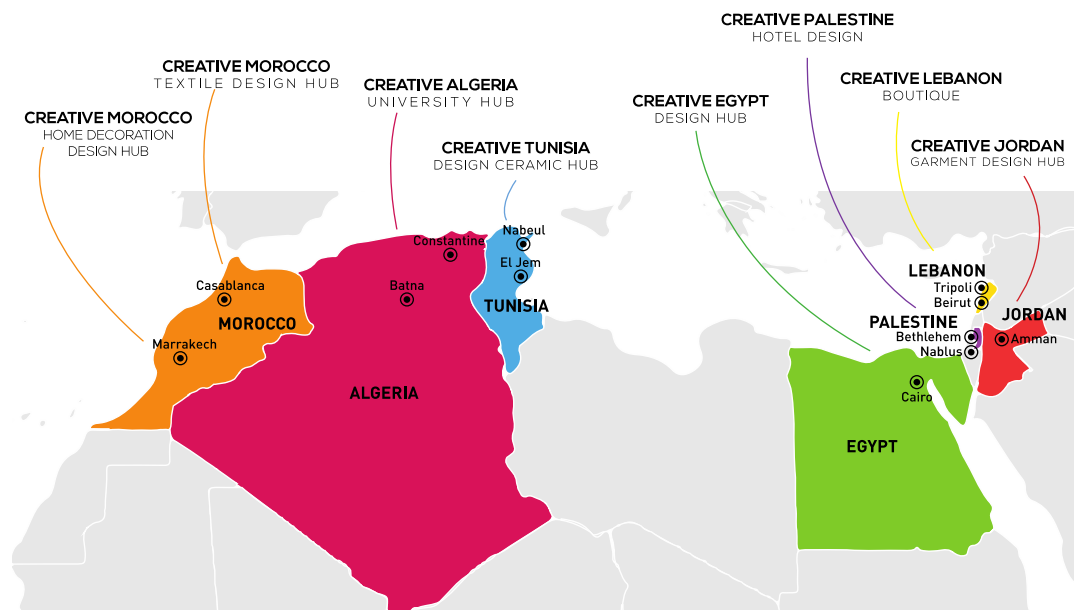 CREATIVE PALESTINE
HOTEL DESIGN
CREATIVE MOROCCO
TEXTILE DESIGN HUB
CREATIVE ALGERIA
UNIVERSITY HUB
CREATIVE LEBANON
BOUTIQUE
CREATIVE EGYPT
DESIGN HUB
CREATIVE MOROCCO
HOME DECORATION
DESIGN HUB
CREATIVE TUNISIA
DESIGN CERAMIC HUB
CREATIVE JORDAN
GARMENT DESIGN HUB
Nabeul
Constantine
El Jem
Casablanca
Batna
TUNISIA
MOROCCO
Marrakech
ALGERIA
LEBANON
Tripoli
Beirut
JORDAN
PALESTINE
Bethlehem
Amman
Nablus
Cairo
EGYPT